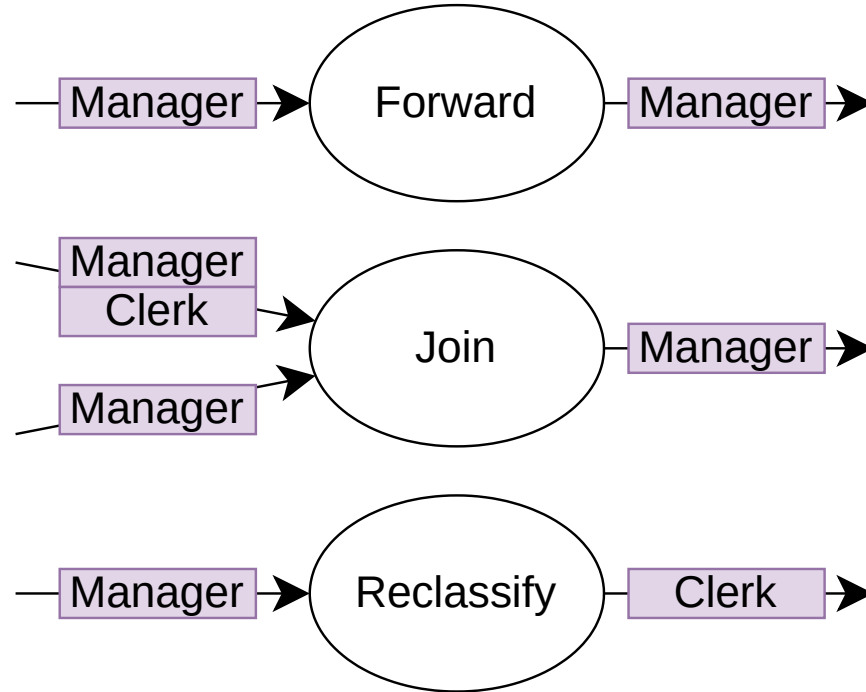 Manager
Forward
Manager
Manager
Clerk
Manager
Join
Manager
Manager
Reclassify
Clerk